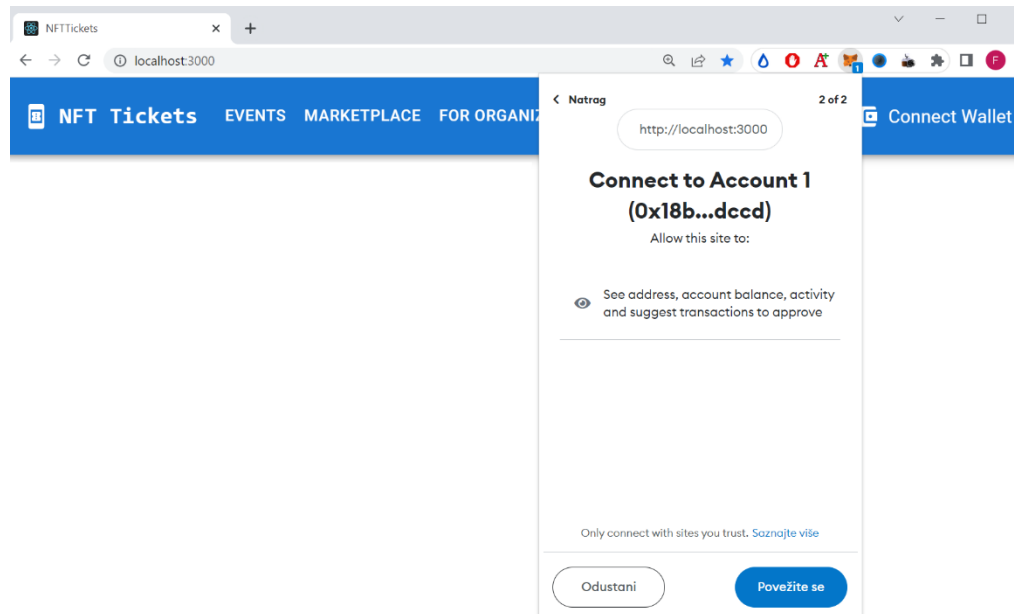 NFTTickets
localhost:3000
1
F
NFT Tickets EVENTS MARKETPLACE FOR ORGANIZ
Connect Wallet
Natrag 2 of 2
http://localhost:3000
Connect to Account 1
(0x18b...dccd)
Allow this site to:
See address, account balance, activity
and suggest transactions to approve
Only connect with sites you trust. Saznajte više
Odustani Povežite se